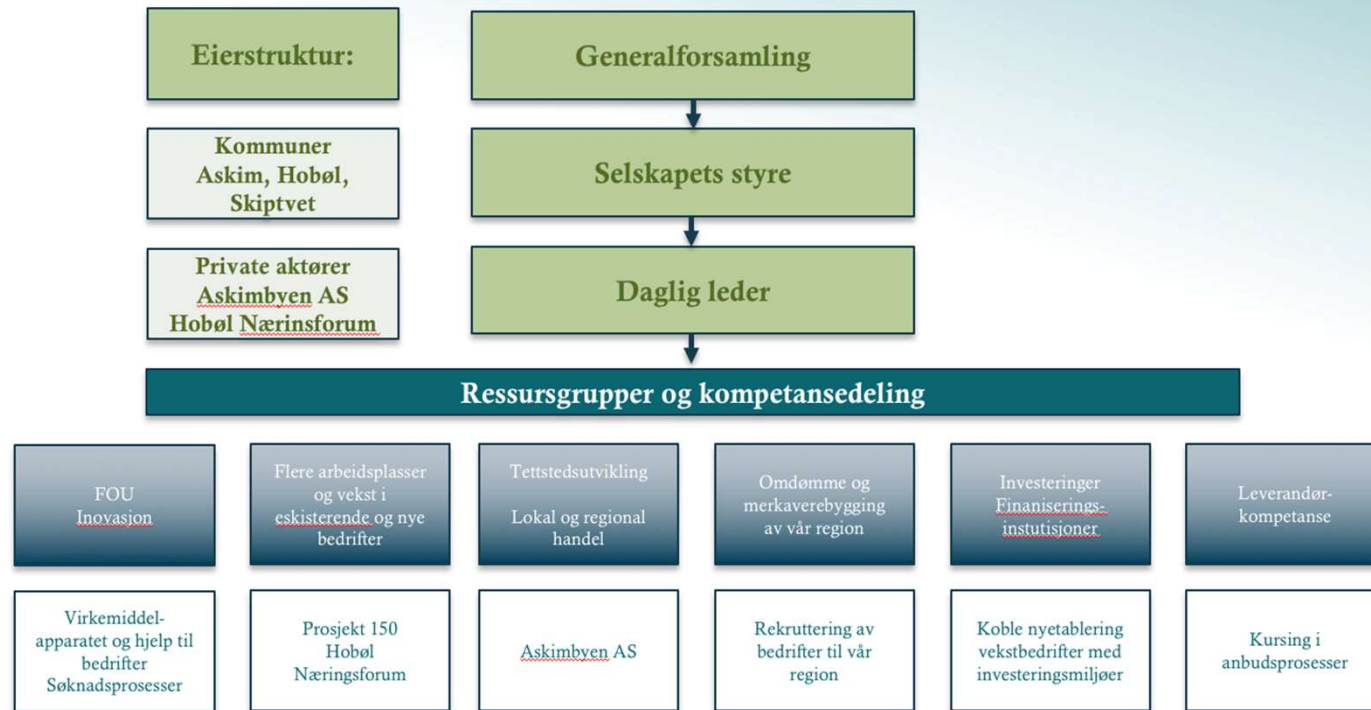 Eierstruktur:
Generalforsamling
Kommuner
Askim, Hobøl,
Skiptvet
Selskapets styre
Private aktører
Askimbyen AS
Hobøl Nærinsforum
Daglig leder
Ressursgrupper og kompetansedeling
FOU
Inovasjon
Flere arbeidsplasser
og vekst i
eskisterende og nye
bedrifter
Tettstedsutvikling
Lokal og regional
handel
Omdømme og
merkaverebygging
av vår region
Investeringer
Finansierings-
instutisjoner
Leverandør-
kompetanse
Virkemiddel-
apparatet og hjelp til
bedrifter
Søknadsprosesser
Prosjekt 150
Hobøl
Næringsforum
Askimbyen AS
Rekruttering av
bedrifter til vår
region
Koble nyetablering
vekstbedrifter med
investeringsmiljøer
Kursing i
anbudsprosesser